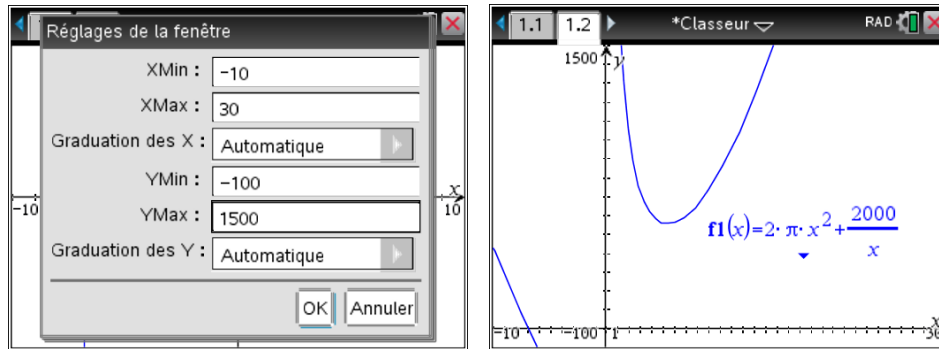 Réglages de la fenêtre
XMin : -10
XMax : 30
Graduation des X : Automatique
YMin : -100
YMax : 1500
Graduation des Y : Automatique
OK Annuler
-10
x
10
1.1 1.2 *Classeur RAD
1500 y
f1(x)=2· π· x²+2000/x
-10 -100 1 x 30